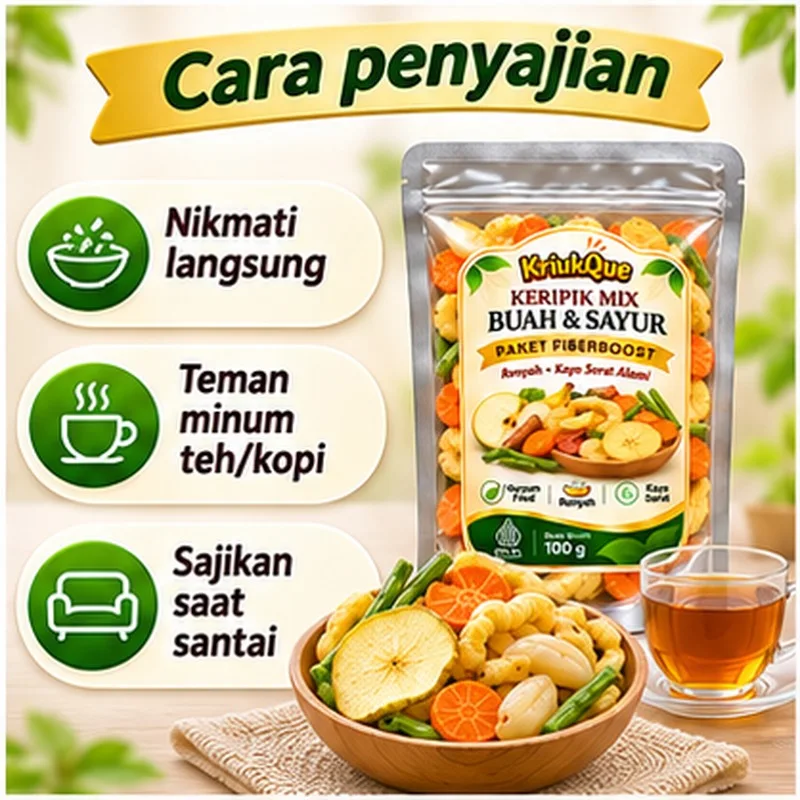 Cara penyajian
Nikmati
langsung
Teman
minum
teh/kopi
Sajikan
saat
santai
KriukQue
KERIPIK MIX
BUAH & SAYUR
PAKET FIBERBOOST
100 g